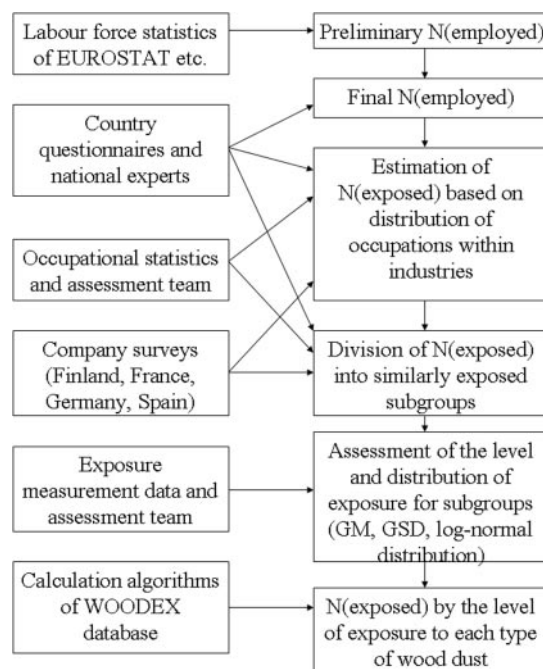 Labour force statistics
of EUROSTAT etc.
Preliminary N(employed)
Final N(employed)
Country
questionnaires and
national experts
Estimation of
N(exposed) based on
distribution of
occupations within
industries
Occupational statistics
and assessment team
Company surveys
(Finland, France,
Germany, Spain)
Division of N(exposed)
into similarly exposed
subgroups
Exposure
measurement data and
assessment team
Assessment of the level
and distribution of
exposure for subgroups
(GM, GSD, log-normal
distribution)
Calculation algorithms
of WOODEX
database
N(exposed) by the level
of exposure to each type
of wood dust